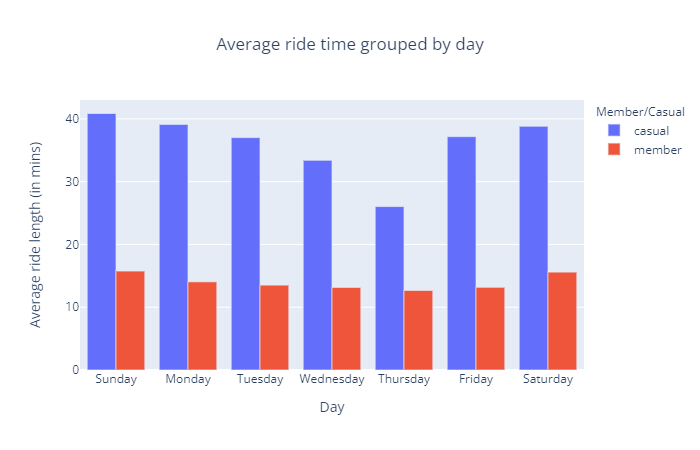 Average ride time grouped by day
Member/Casual
casual
member
Average ride length (in mins)
40
30
20
10
0
Sunday Monday Tuesday Wednesday Thursday Friday Saturday
Day